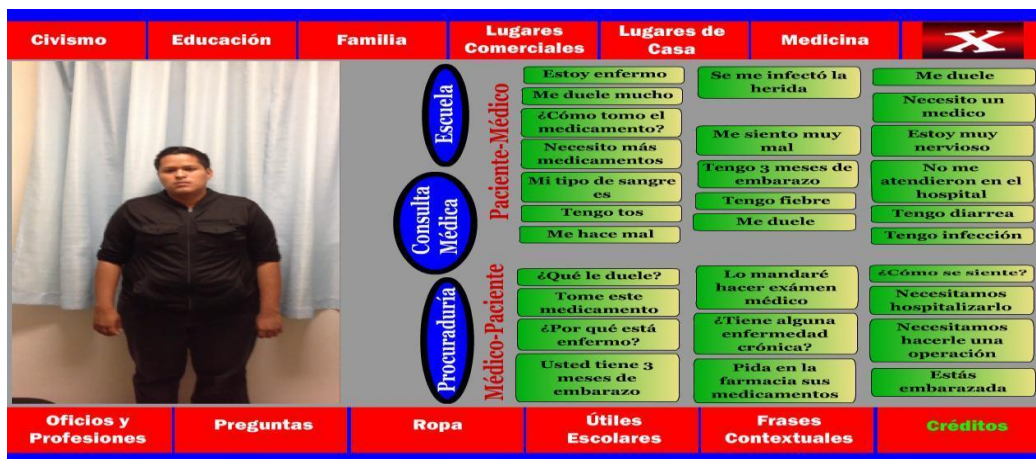 Civismo
Educación
Familia
Lugares
Comerciales
Lugares de
Casa
Medicina
X
Escuela
Consulta
Médica
Procuraduría
Paciente-Médico
Estoy enfermo
Me duele mucho
¿Cómo tomo el
medicamento?
Necesito más
medicamentos
Mi tipo de sangre
es
Tengo tos
Me hace mal
Se me infectó la
herida
Me siento muy
mal
Tengo 3 meses de
embarazo
Tengo fiebre
Me duele
Me duele
Necesito un
medico
Estoy muy
nervioso
No me
atendieron en el
hospital
Tengo diarrea
Tengo infección
Médico-Paciente
¿Qué le duele?
Tome este
medicamento
¿Por qué está
enfermo?
Usted tiene 3
meses de
embarazo
Lo mandaré
hacer exámen
médico
¿Tiene alguna
enfermedad
crónica?
Pida en la
farmacia sus
medicamentos
¿Cómo se siente?
Necesitamos
hospitalizarlo
Necesitamos
hacerle una
operación
Estás
embarazada
Oficios y
Profesiones
Preguntas
Ropa
Útiles
Escolares
Frases
Contextuales
Créditos